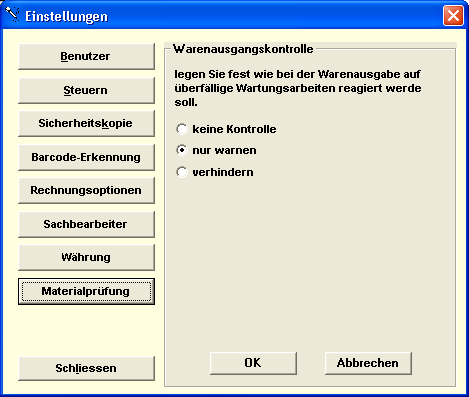 Einstellungen
Benutzer
Steuern
Sicherheitskopie
Barcode-Erkennung
Rechnungsoptionen
Sachbearbeiter
Währung
Materialprüfung
Schliessen
Warenausgangskontrolle
legen Sie fest wie bei der Warenausgabe auf
überfällige Wartungsarbeiten reagiert werde
soll.
keine Kontrolle
nur warnen
verhindern
OK
Abbrechen